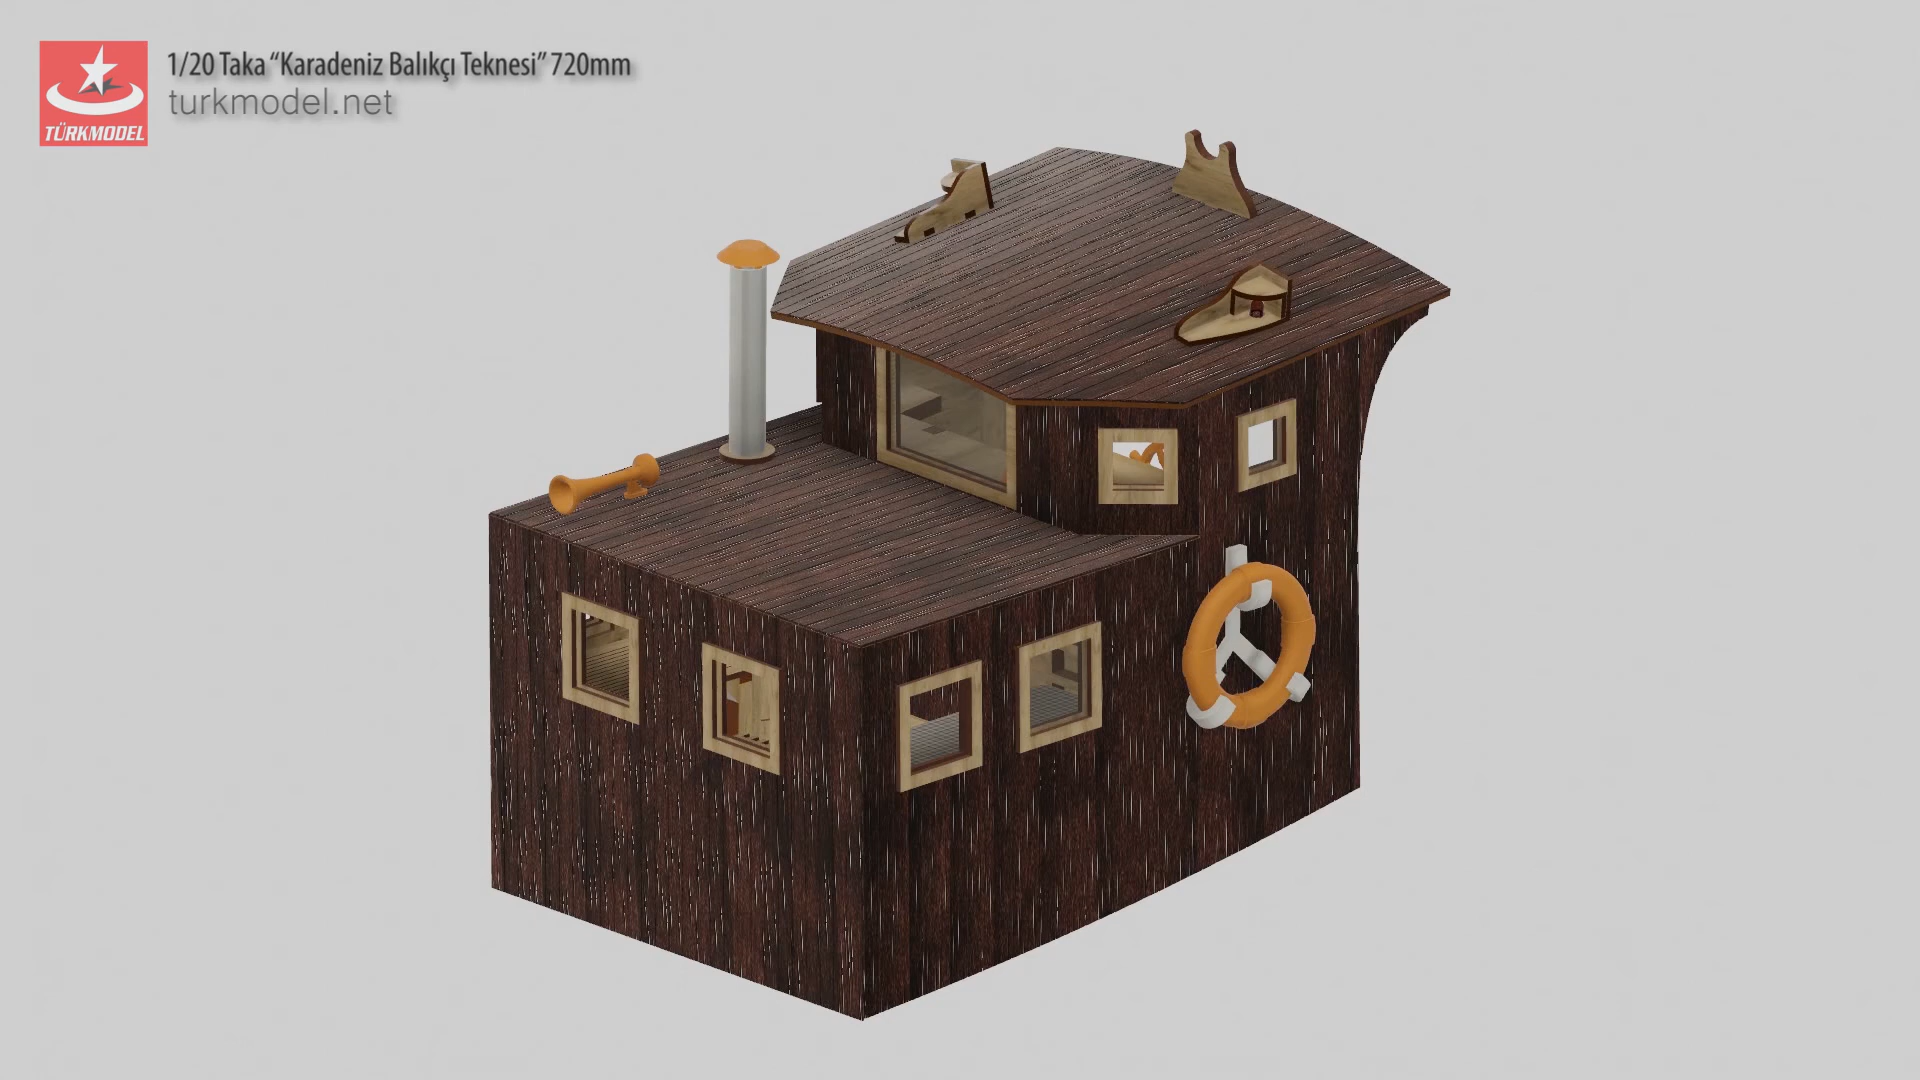 1/20 Taka “Karadeniz Balıkçı Teknesi” 720mm
turkmodel.net
TÜRKMODEL